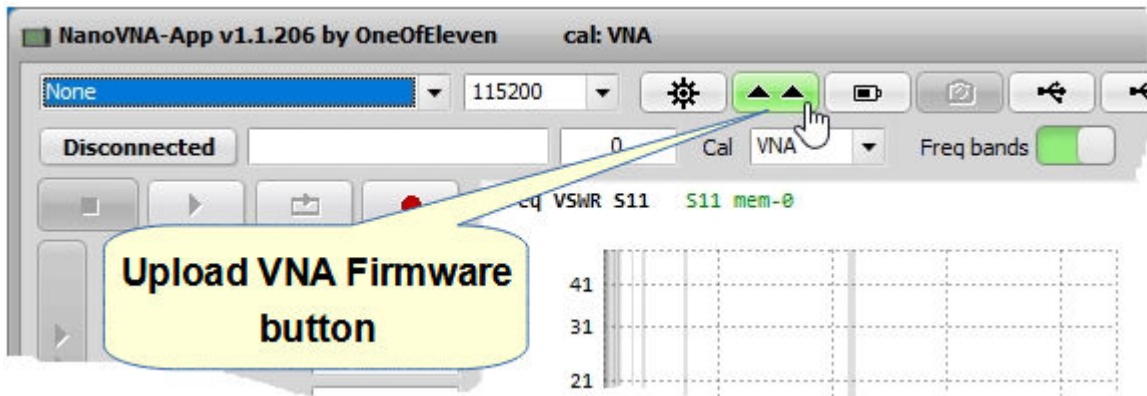 NanoVNA-App v1.1.206 by OneOfEleven cal: VNA
None 115200
Disconnected 0 Cal VNA Freq bands
VSWR S11 S11 mem-0
Upload VNA Firmware
button
41
31
21